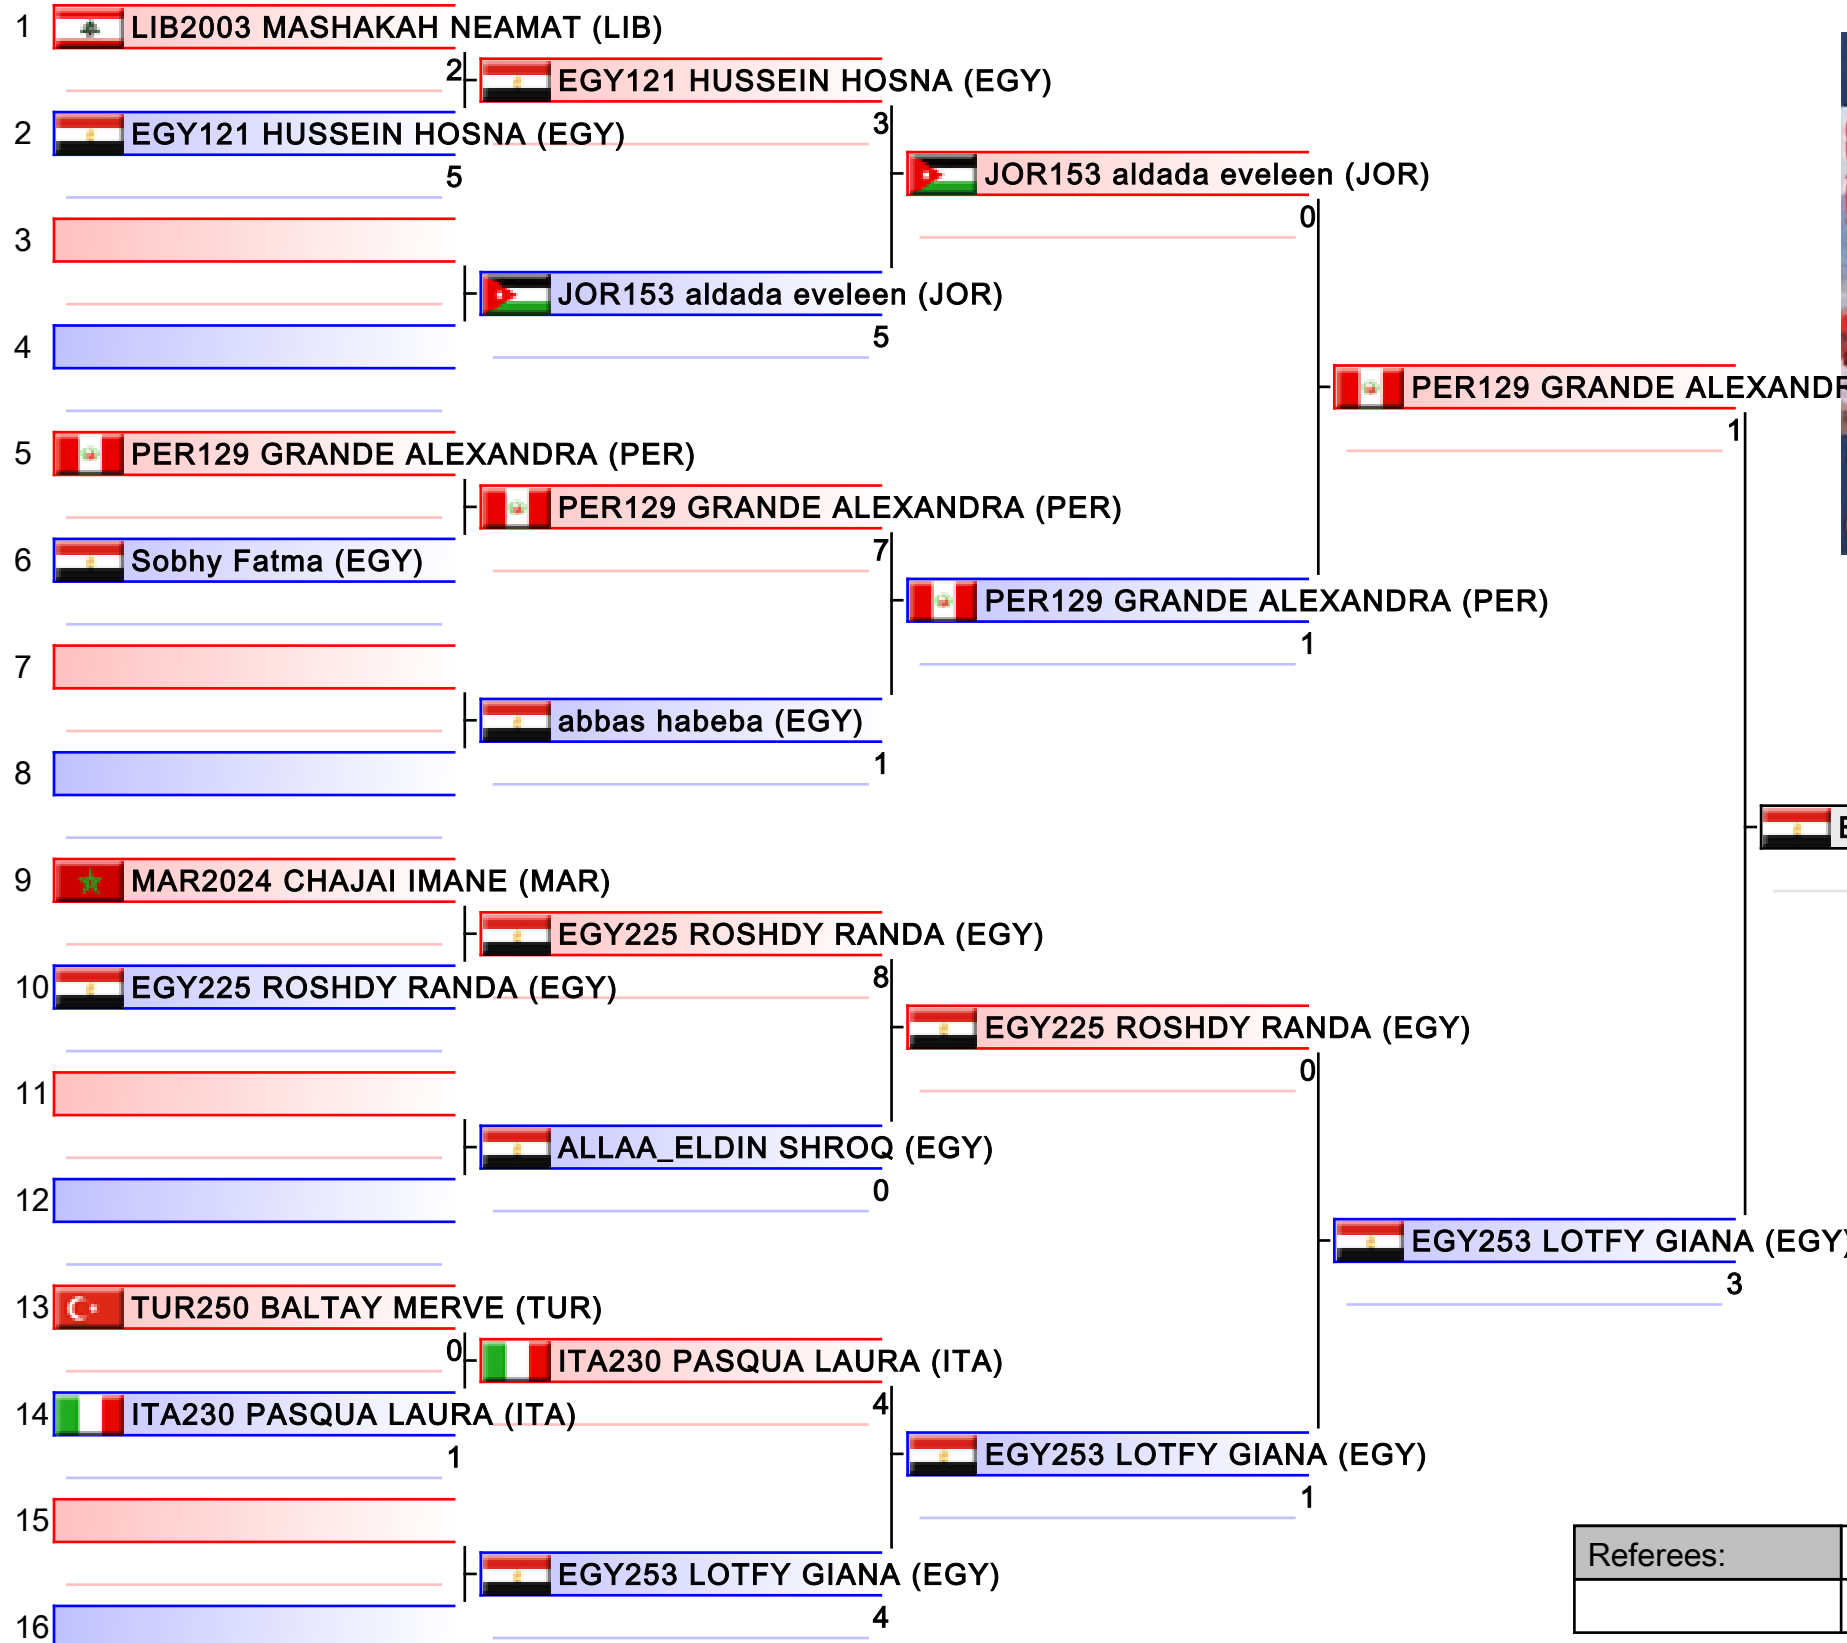 1 LIB2003 MASHAKAH NEAMAT (LIB)
2 EGY121 HUSSEIN HOSNA (EGY)
3 JOR153 aldada eveleen (JOR)
2 EGY121 HUSSEIN HOSNA (EGY)
5
0
3
JOR153 aldada eveleen (JOR)
4
5
PER129 GRANDE ALEXANDR
1
5 PER129 GRANDE ALEXANDRA (PER)
PER129 GRANDE ALEXANDRA (PER)
7
6 Sobhy Fatma (EGY)
PER129 GRANDE ALEXANDRA (PER)
1
7
abbas habeba (EGY)
1
8
9 MAR2024 CHAJAI IMANE (MAR)
EGY225 ROSHDY RANDA (EGY)
8
10 EGY225 ROSHDY RANDA (EGY)
EGY225 ROSHDY RANDA (EGY)
0
11
ALLAA_ELDIN SHROQ (EGY)
0
12
EGY253 LOTFY GIANA (EGY)
3
13 TUR250 BALTAY MERVE (TUR)
0 ITA230 PASQUA LAURA (ITA)
4
14 ITA230 PASQUA LAURA (ITA)
1
EGY253 LOTFY GIANA (EGY)
1
15
Referees:
EGY253 LOTFY GIANA (EGY)
4
16